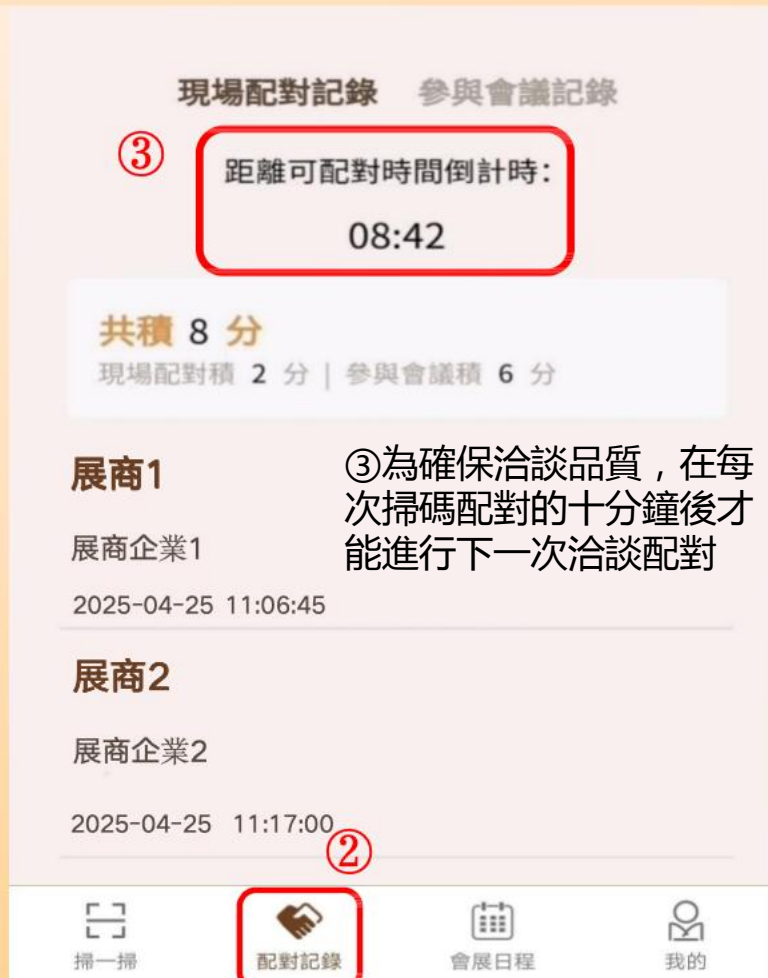 現場配對記錄 參與會議記錄
③
距離可配對時間倒計時：
08:42
共積 8 分
現場配對積 2 分 | 參與會議積 6 分
展商1
展商企業1
2025-04-25 11:06:45
③為確保洽談品質，在每
次掃碼配對的十分鐘後才
能進行下一次洽談配對
展商2
展商企業2
2025-04-25 11:17:00
②
掃一掃 配對記錄 會展日程 我的